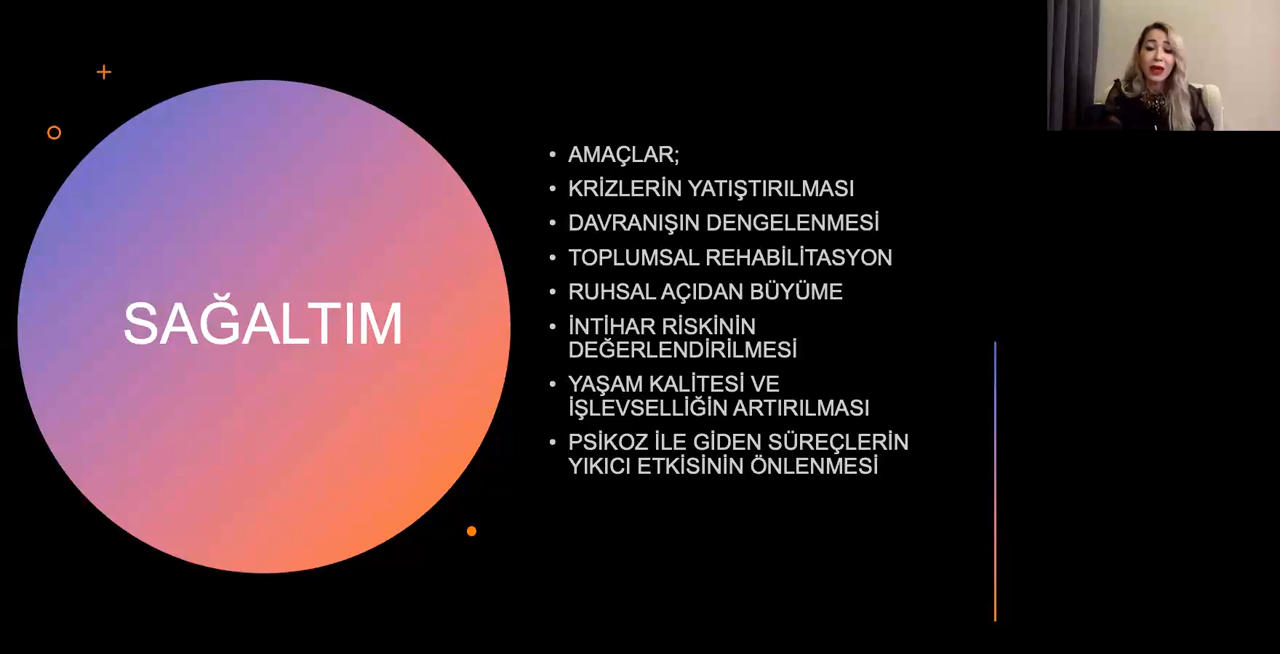 SAĞALTIM
• AMAÇLAR;
• KRİZLERİN YATIŞTIRILMASI
• DAVRANIŞIN DENGELENMESİ
• TOPLUMSAL REHABİLİTASYON
• RUHSAL AÇIDAN BÜYÜME
• İNTİHAR RİSKİNİN
DEĞERLENDİRİLMESİ
• YAŞAM KALİTESİ VE
İŞLEVSELLİĞİN ARTIRILMASI
• PSİKOZ İLE GİDEN SÜREÇLERİN
YIKICI ETKİSİNİN ÖNLENMESİ